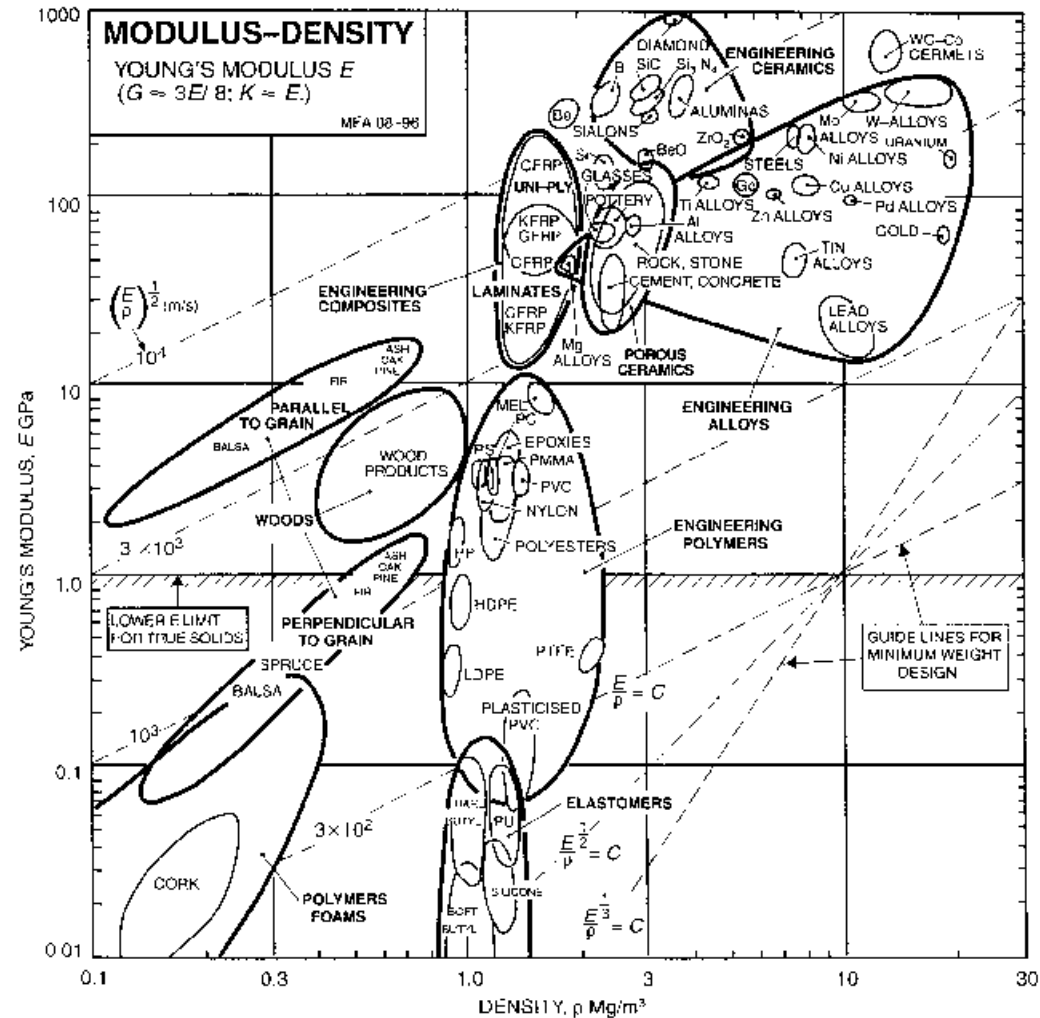 1000
MODULUS–DENSITY
YOUNG'S MODULUS E
(G ≈ 3E/8; K ≈ E.)
MFA 08-96
DIAMOND
B
SiC
Si3 N4
ENGINEERING
CERAMICS
WC–Co
CERMETS
Be
SIALONS
ALUMINAS
ZrO2
BeO
Mo
ALLOYS
W–ALLOYS
STEELS
Ni ALLOYS
URANIUM
CFRP
UNI-PLY
GLASSES
POTTERY
Ti ALLOYS
Ge
Cu ALLOYS
Zn ALLOYS
Pd ALLOYS
GOLD
100
KFRP
GFRP
Al
ALLOYS
CFRP
LAMINATES
ROCK, STONE
CEMENT, CONCRETE
TIN
ALLOYS
ENGINEERING
COMPOSITES
GFRP
KFRP
Mg
ALLOYS
POROUS
CERAMICS
LEAD
ALLOYS
(E/ρ)^1/2 (m/s)
10^4
ASH
OAK
PINE
FIR
10
PARALLEL
TO GRAIN
BALSA
MEL
PC
ENGINEERING
ALLOYS
WOOD
PRODUCTS
PS
EPOXIES
PMMA
PVC
NYLON
POLYESTERS
WOODS
3 ×10^3
PP
ENGINEERING
POLYMERS
YOUNG'S MODULUS, E GPa
1.0
ASH
OAK
PINE
FIR
LOWER E LIMIT
FOR TRUE SOLIDS
PERPENDICULAR
TO GRAIN
HDPE
GUIDE LINES FOR
MINIMUM WEIGHT
DESIGN
SPRUCE
BALSA
LDPE
PTFE
E/ρ = C
PLASTICISED
PVC
10^3
0.1
HARD
BUTYL
PU
ELASTOMERS
3×10^2
E^1/2/ρ = C
CORK
POLYMERS
FOAMS
SILICONE
SOFT
BUTYL
E^1/3/ρ = C
0.01
0.1
0.3
1.0
3
10
30
DENSITY, ρ Mg/m³